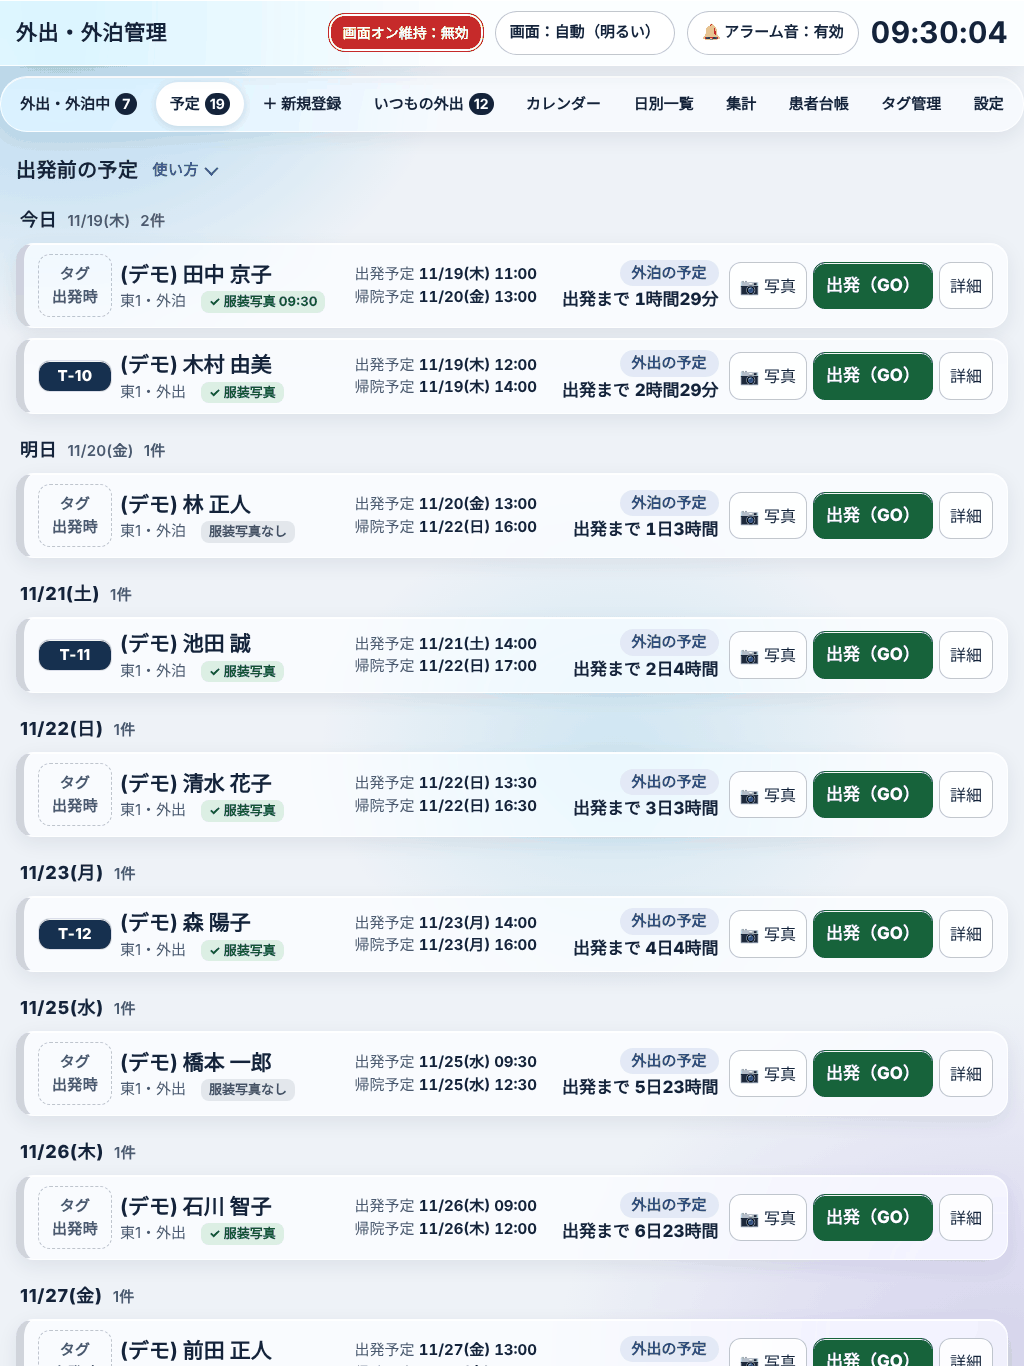 外出・外泊管理
画面オン維持：無効
画面：自動（明るい）
🔔 アラーム音：有効
09:30:04
外出・外泊中 7
予定 19
＋ 新規登録
いつもの外出 12
カレンダー
日別一覧
集計
患者台帳
タグ管理
設定
出発前の予定 使い方
今日 11/19(木) 2件
タグ
出発時
(デモ) 田中 京子
東1・外泊 ✓ 服装写真 09:30
出発予定 11/19(木) 11:00
帰院予定 11/20(金) 13:00
外泊の予定
出発まで 1時間29分
📷 写真
出発（GO）
詳細
T-10
(デモ) 木村 由美
東1・外出 ✓ 服装写真
出発予定 11/19(木) 12:00
帰院予定 11/19(木) 14:00
外出の予定
出発まで 2時間29分
📷 写真
出発（GO）
詳細
明日 11/20(金) 1件
タグ
出発時
(デモ) 林 正人
東1・外泊 服装写真なし
出発予定 11/20(金) 13:00
帰院予定 11/22(日) 16:00
外泊の予定
出発まで 1日3時間
📷 写真
出発（GO）
詳細
11/21(土) 1件
T-11
(デモ) 池田 誠
東1・外泊 ✓ 服装写真
出発予定 11/21(土) 14:00
帰院予定 11/22(日) 17:00
外泊の予定
出発まで 2日4時間
📷 写真
出発（GO）
詳細
11/22(日) 1件
タグ
出発時
(デモ) 清水 花子
東1・外出 ✓ 服装写真
出発予定 11/22(日) 13:30
帰院予定 11/22(日) 16:30
外出の予定
出発まで 3日3時間
📷 写真
出発（GO）
詳細
11/23(月) 1件
T-12
(デモ) 森 陽子
東1・外出 ✓ 服装写真
出発予定 11/23(月) 14:00
帰院予定 11/23(月) 16:00
外出の予定
出発まで 4日4時間
📷 写真
出発（GO）
詳細
11/25(水) 1件
タグ
出発時
(デモ) 橋本 一郎
東1・外出 服装写真なし
出発予定 11/25(水) 09:30
帰院予定 11/25(水) 12:30
外出の予定
出発まで 5日23時間
📷 写真
出発（GO）
詳細
11/26(木) 1件
タグ
出発時
(デモ) 石川 智子
東1・外出 ✓ 服装写真
出発予定 11/26(木) 09:00
帰院予定 11/26(木) 12:00
外出の予定
出発まで 6日23時間
📷 写真
出発（GO）
詳細
11/27(金) 1件
タグ
(デモ) 前田 正人
出発予定 11/27(金) 13:00
外出の予定
📷 写真
出発（GO）
詳細